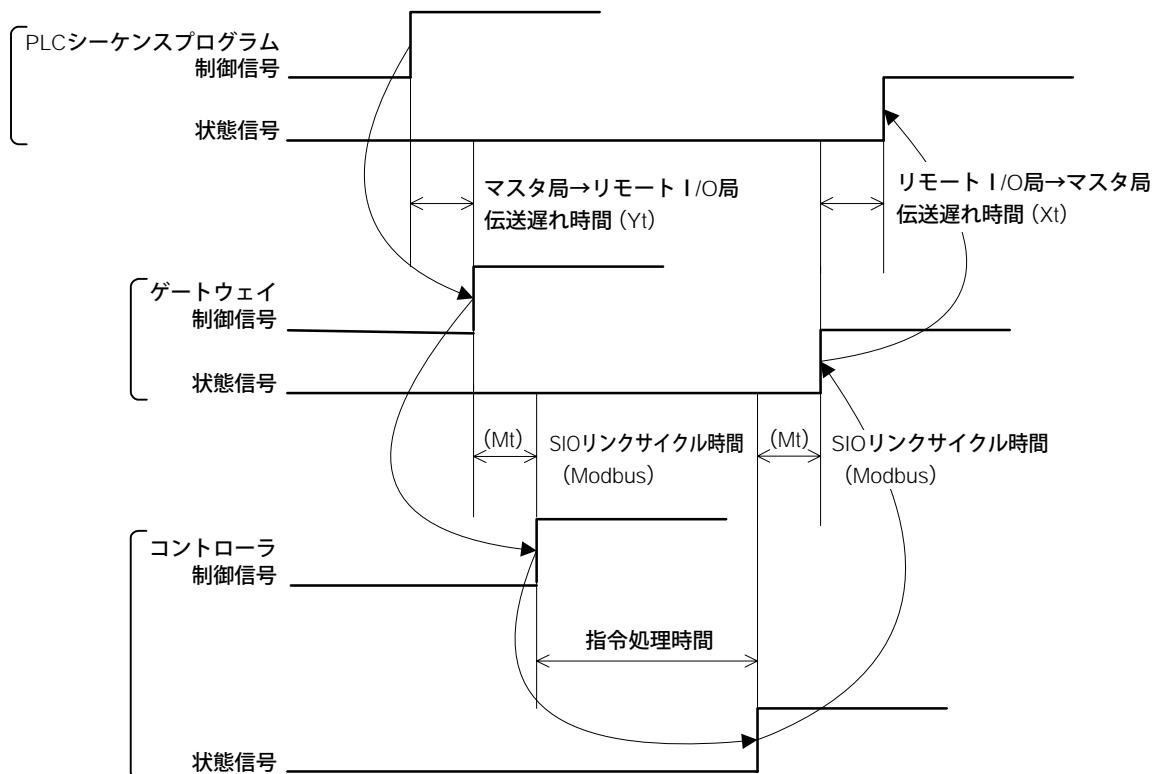 PLCシーケンスプログラム
制御信号
状態信号
マスタ局→リモートI/O局
伝送遅れ時間（Yt）
リモートI/O局→マスタ局
伝送遅れ時間（Xt）
ゲートウェイ
制御信号
状態信号
（Mt）
SIOリンクサイクル時間
（Modbus）
（Mt）
SIOリンクサイクル時間
（Modbus）
コントローラ
制御信号
指令処理時間
状態信号